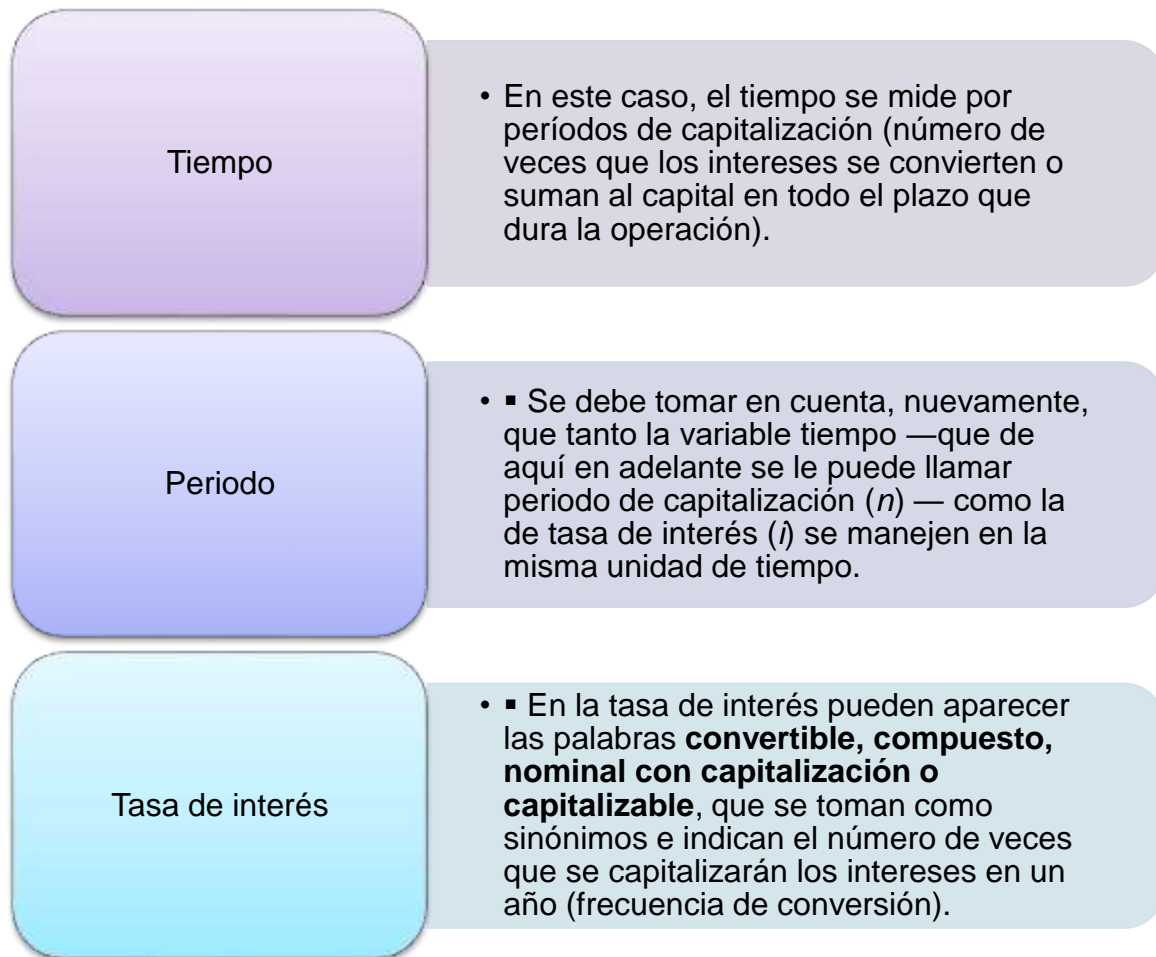 Tiempo
• En este caso, el tiempo se mide por
períodos de capitalización (número de
veces que los intereses se convierten o
suman al capital en todo el plazo que
dura la operación).
Periodo
• ▪ Se debe tomar en cuenta, nuevamente,
que tanto la variable tiempo —que de
aquí en adelante se le puede llamar
periodo de capitalización (n) — como la
de tasa de interés (i) se manejen en la
misma unidad de tiempo.
Tasa de interés
• ▪ En la tasa de interés pueden aparecer
las palabras convertible, compuesto,
nominal con capitalización o
capitalizable, que se toman como
sinónimos e indican el número de veces
que se capitalizarán los intereses en un
año (frecuencia de conversión).